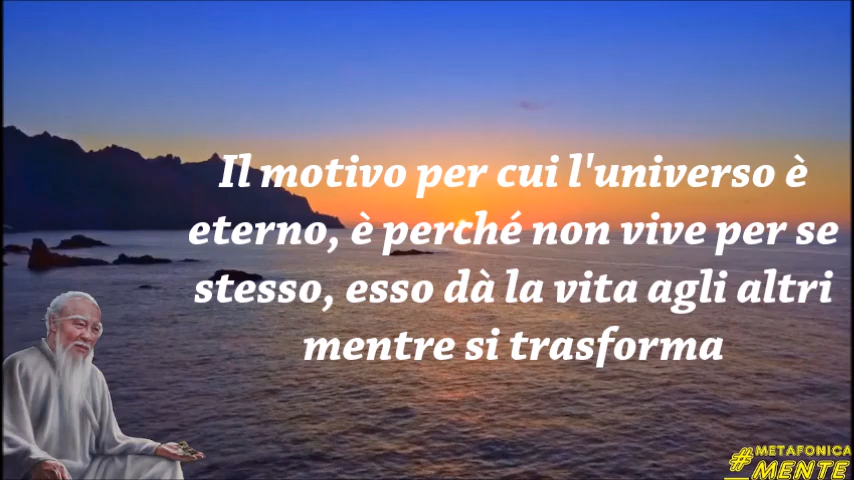 Il motivo per cui l'universo è
eterno, è perché non vive per se
stesso, esso dà la vita agli altri
mentre si trasforma
#METAFONICA
MENTE